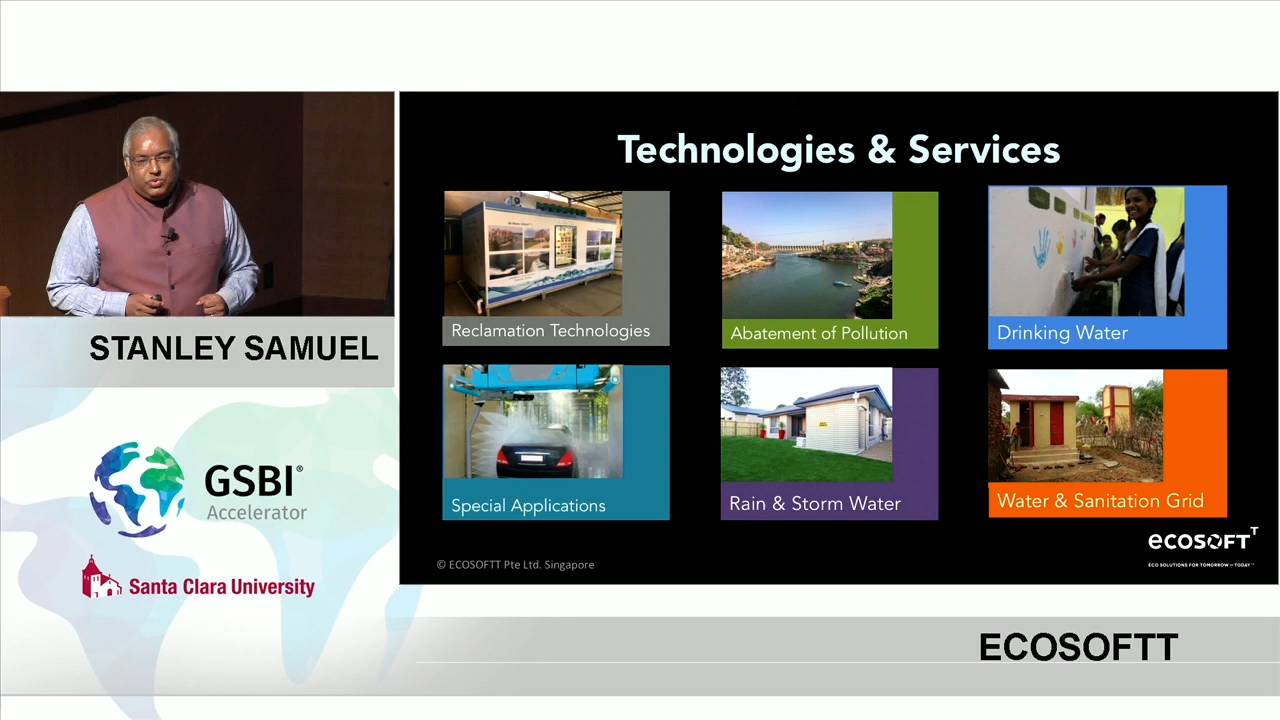 STANLEY SAMUEL
GSBI®
Accelerator
Santa Clara University
Technologies & Services
Reclamation Technologies
Abatement of Pollution
Drinking Water
Special Applications
Rain & Storm Water
Water & Sanitation Grid
ecosoftT
ECO SOLUTIONS FOR TOMORROW — TODAY
© ECOSOFTT Pte Ltd. Singapore
ECOSOFTT